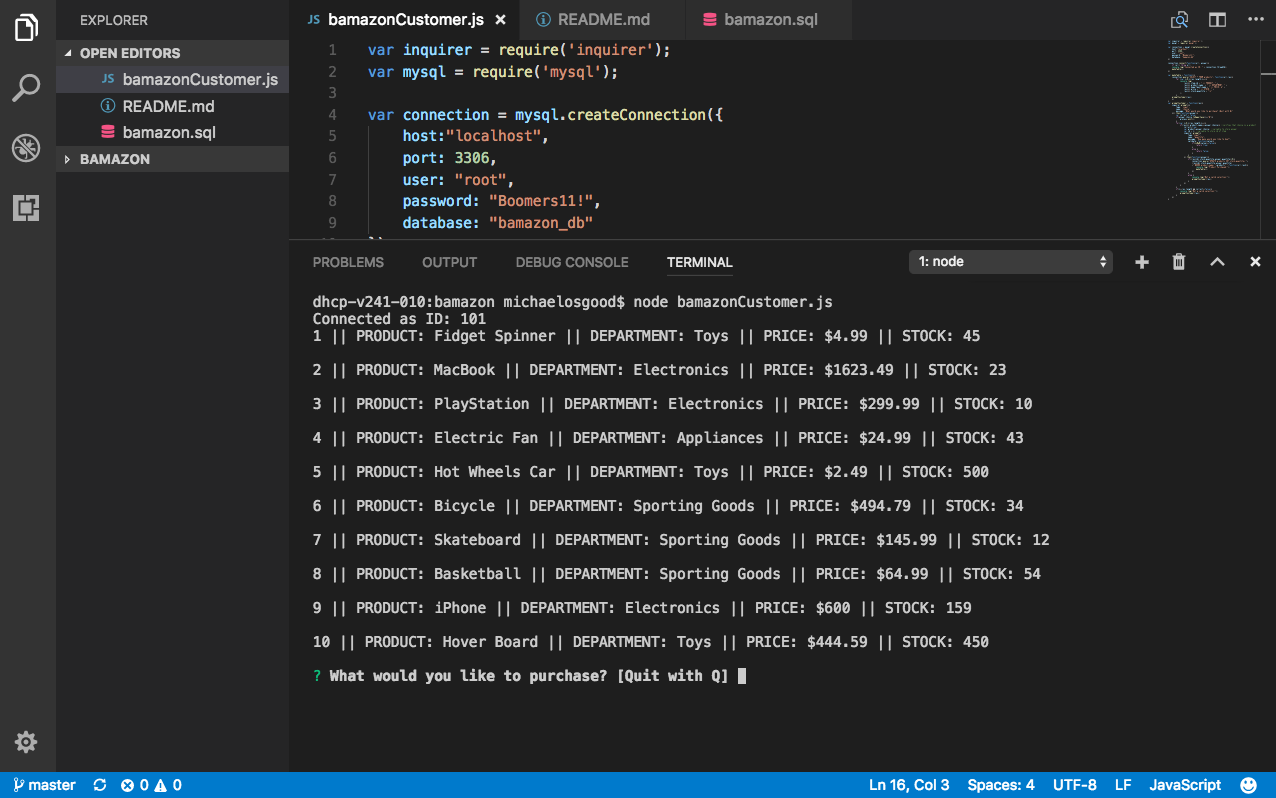 EXPLORER
OPEN EDITORS
JS bamazonCustomer.js
README.md
bamazon.sql
BAMAZON
JS bamazonCustomer.js
README.md
bamazon.sql
1 var inquirer = require('inquirer');
2 var mysql = require('mysql');
3
4 var connection = mysql.createConnection({
5 host:"localhost",
6 port: 3306,
7 user: "root",
8 password: "Boomers11!",
9 database: "bamazon_db"
PROBLEMS OUTPUT DEBUG CONSOLE TERMINAL 1: node
dhcp-v241-010:bamazon michaelosgood$ node bamazonCustomer.js
Connected as ID: 101
1 || PRODUCT: Fidget Spinner || DEPARTMENT: Toys || PRICE: $4.99 || STOCK: 45
2 || PRODUCT: MacBook || DEPARTMENT: Electronics || PRICE: $1623.49 || STOCK: 23
3 || PRODUCT: PlayStation || DEPARTMENT: Electronics || PRICE: $299.99 || STOCK: 10
4 || PRODUCT: Electric Fan || DEPARTMENT: Appliances || PRICE: $24.99 || STOCK: 43
5 || PRODUCT: Hot Wheels Car || DEPARTMENT: Toys || PRICE: $2.49 || STOCK: 500
6 || PRODUCT: Bicycle || DEPARTMENT: Sporting Goods || PRICE: $494.79 || STOCK: 34
7 || PRODUCT: Skateboard || DEPARTMENT: Sporting Goods || PRICE: $145.99 || STOCK: 12
8 || PRODUCT: Basketball || DEPARTMENT: Sporting Goods || PRICE: $64.99 || STOCK: 54
9 || PRODUCT: iPhone || DEPARTMENT: Electronics || PRICE: $600 || STOCK: 159
10 || PRODUCT: Hover Board || DEPARTMENT: Toys || PRICE: $444.59 || STOCK: 450
? What would you like to purchase? [Quit with Q]
master 0 0 Ln 16, Col 3 Spaces: 4 UTF-8 LF JavaScript